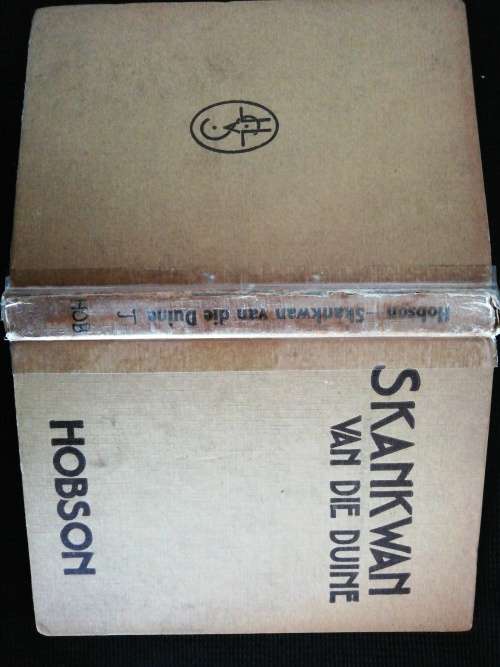 SKANKWAN
VAN DIE DUINE
HOBSON
Hobson — Skankwan van die Duine J
HOB